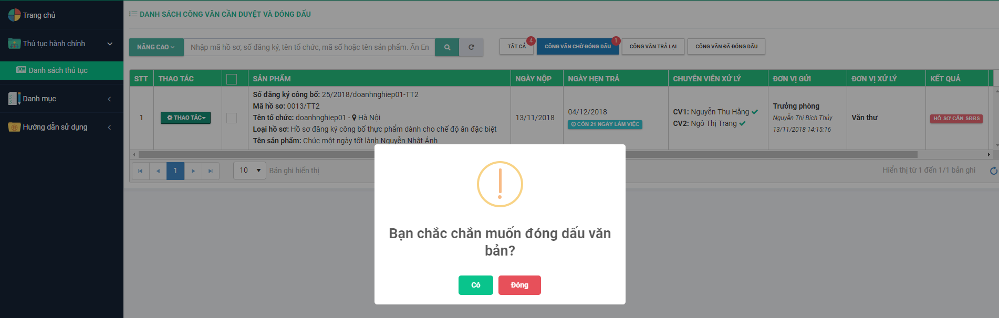 Trang chủ
Thủ tục hành chính
Danh sách thủ tục
Danh mục
Hướng dẫn sử dụng
DANH SÁCH CÔNG VĂN CẦN DUYỆT VÀ ĐÓNG DẤU
NÂNG CAO
Nhập mã hồ sơ, số đăng ký, tên tổ chức, mã số hoặc tên sản phẩm. Ấn En
TẤT CẢ 4
CÔNG VĂN CHỜ ĐÓNG DẤU 1
CÔNG VĂN TRẢ LẠI
CÔNG VĂN ĐÃ ĐÓNG DẤU
STT THAO TÁC SẢN PHẨM NGÀY NỘP NGÀY HẸN TRẢ CHUYÊN VIÊN XỬ LÝ ĐƠN VỊ GỬI ĐƠN VỊ XỬ LÝ KẾT QUẢ
1
THAO TÁC
Số đăng ký công bố: 25/2018/doanhnghiep01-TT2
Mã hồ sơ: 0013/TT2
Tên tổ chức: doanhnghiep01 - Hà Nội
Loại hồ sơ: Hồ sơ đăng ký công bố thực phẩm dành cho chế độ ăn đặc biệt
Tên sản phẩm: Chúc một ngày tốt lành Nguyễn Nhật Ánh
13/11/2018
04/12/2018
CÒN 21 NGÀY LÀM VIỆC
CV1: Nguyễn Thu Hằng
CV2: Ngô Thị Trang
Trưởng phòng
Nguyễn Thị Bích Thủy
13/11/2018 14:15:16
Văn thư
HỒ SƠ CẦN SĐBS
1
10
Bản ghi hiển thị
Hiển thị từ 1 đến 1/1 bản ghi
Bạn chắc chắn muốn đóng dấu văn
bản?
Có
Đóng